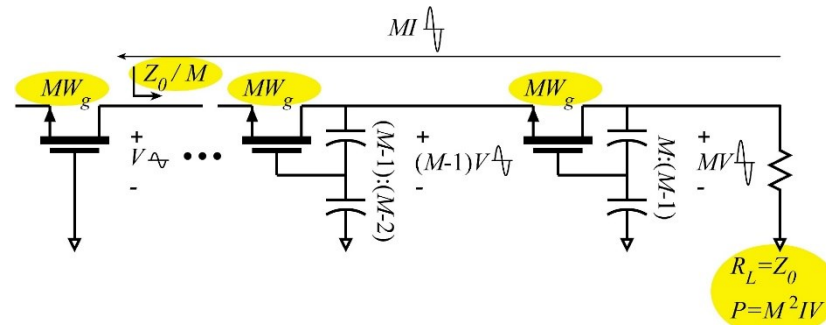 MI
MW_g
Z_0/M
MW_g
MW_g
+
V
-
•••
(M-1):(M-2)
+
(M-1)V
-
M:(M-1)
+
MV
-
R_L=Z_0
P=M^2IV